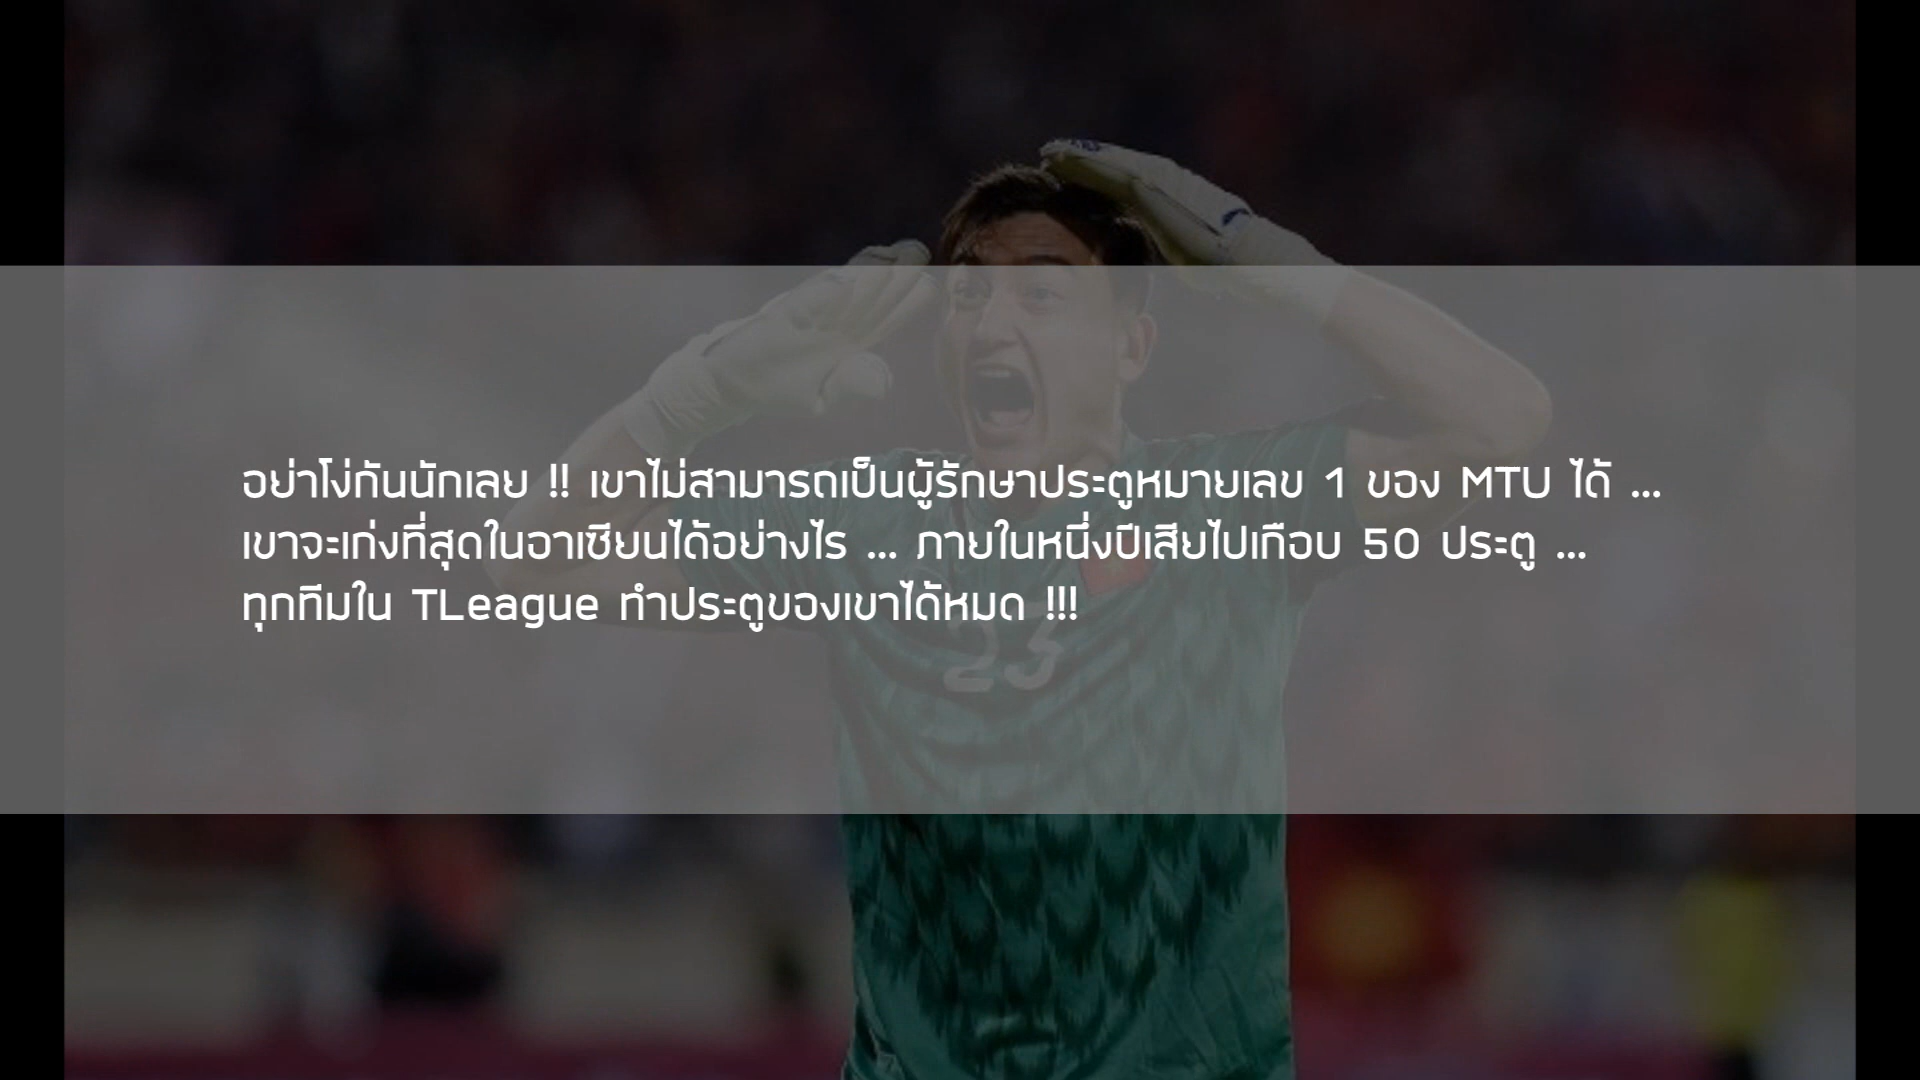 อย่าโง่กันนักเลย !! เขาไม่สามารถเป็นผู้รักษาประตูหมายเลข 1 ของ MTU ได้ ...
เขาจะเก่งที่สุดในอาเซียนได้อย่างไร ... ภายในหนึ่งปีเสียไปเกือบ 50 ประตู ...
ทุกทีมใน TLeague ทำประตูของเขาได้หมด !!!
23